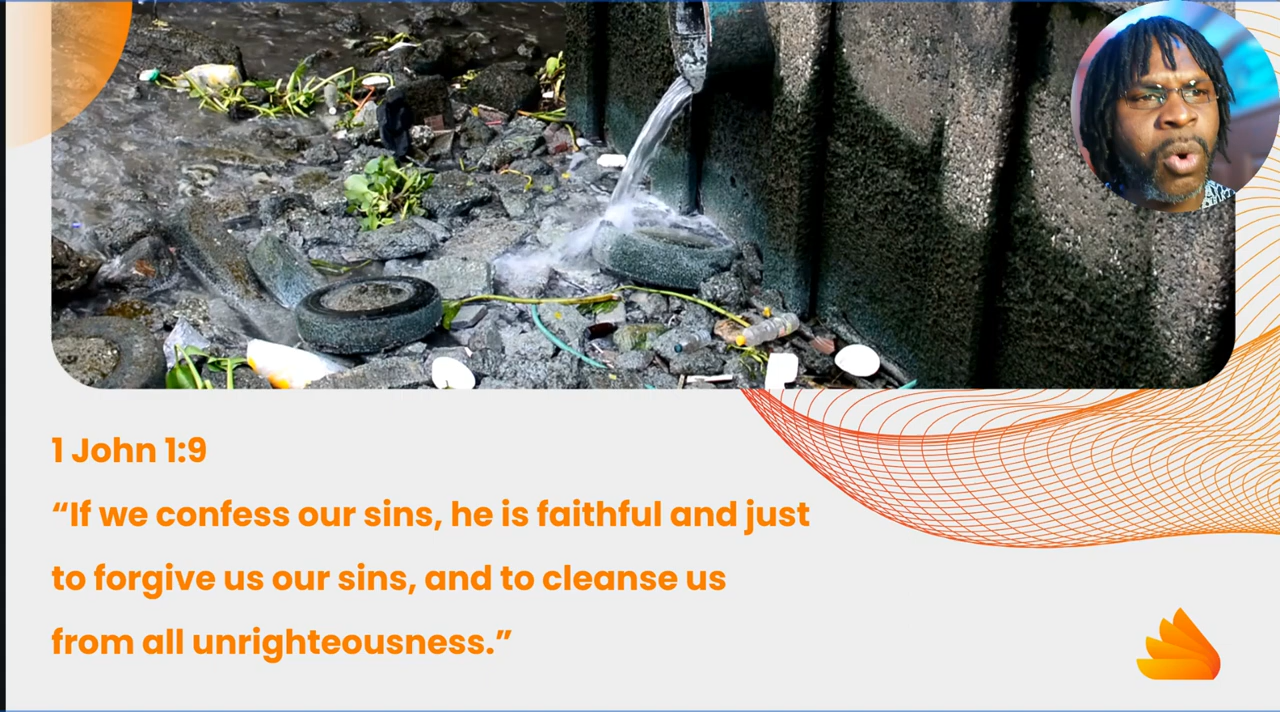 1 John 1:9
“If we confess our sins, he is faithful and just
to forgive us our sins, and to cleanse us
from all unrighteousness.”